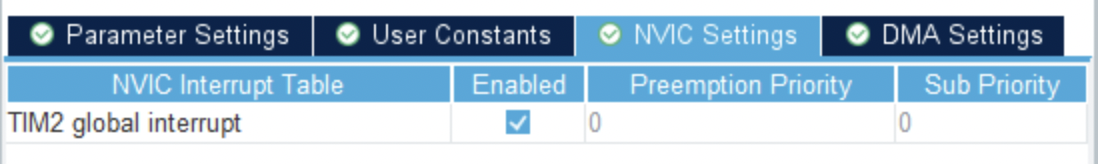 Parameter Settings User Constants NVIC Settings DMA Settings
NVIC Interrupt Table Enabled Preemption Priority Sub Priority
TIM2 global interrupt 0 0